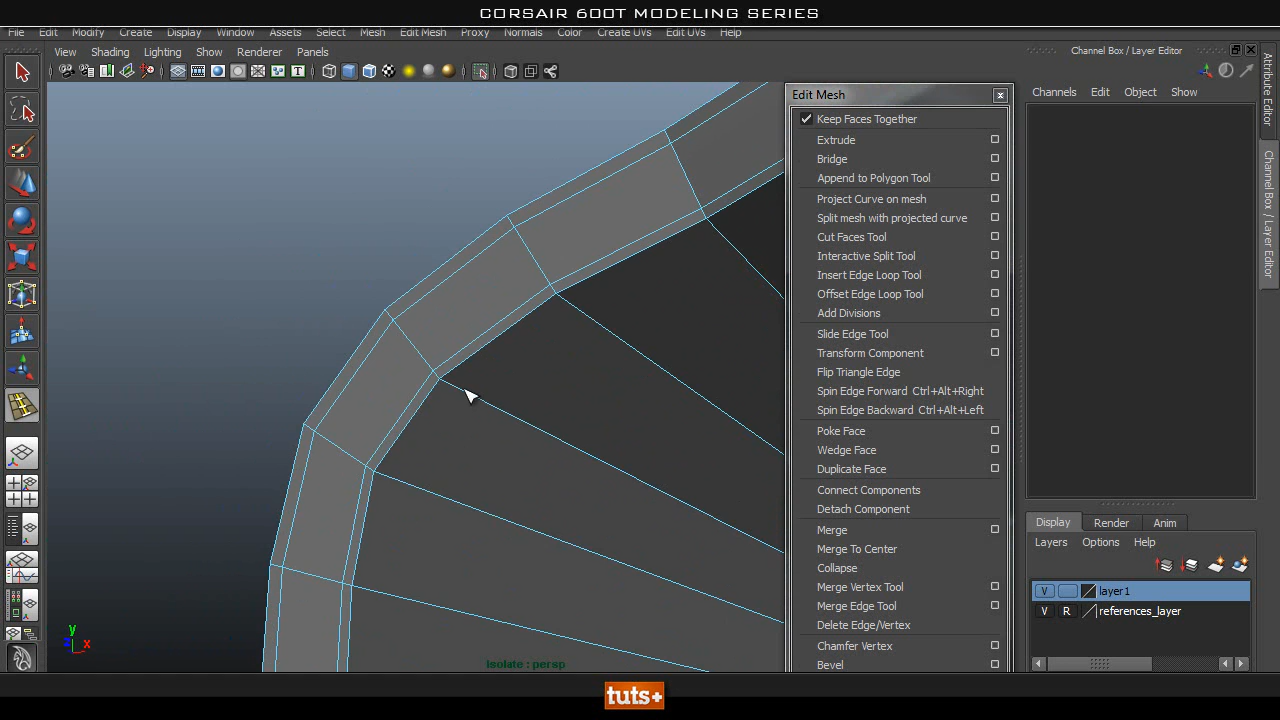 CORSAIR 600T MODELING SERIES
File Edit Modify Create Display Window Assets Select Mesh Edit Mesh Proxy Normals Color Create UVs Edit UVs Help
View Shading Lighting Show Renderer Panels
Channel Box / Layer Editor
Channels Edit Object Show
Attribute Editor
Channel Box / Layer Editor
Edit Mesh
Keep Faces Together
Extrude
Bridge
Append to Polygon Tool
Project Curve on mesh
Split mesh with projected curve
Cut Faces Tool
Interactive Split Tool
Insert Edge Loop Tool
Offset Edge Loop Tool
Add Divisions
Slide Edge Tool
Transform Component
Flip Triangle Edge
Spin Edge Forward Ctrl+Alt+Right
Spin Edge Backward Ctrl+Alt+Left
Poke Face
Wedge Face
Duplicate Face
Connect Components
Detach Component
Merge
Merge To Center
Collapse
Merge Vertex Tool
Merge Edge Tool
Delete Edge/Vertex
Chamfer Vertex
Bevel
Display Render Anim
Layers Options Help
V layer1
V R references_layer
y
z x
isolate : persp
tuts+